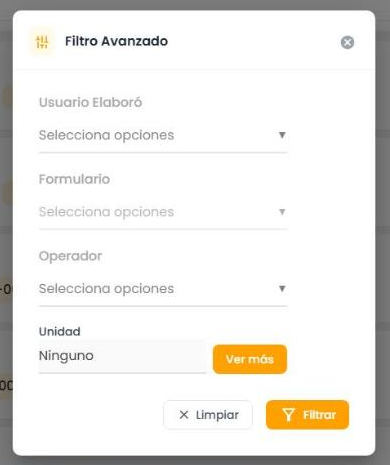 Filtro Avanzado
Usuario Elaboró
Selecciona opciones
Formulario
Selecciona opciones
Operador
Selecciona opciones
Unidad
Ninguno
Ver más
Limpiar
Filtrar